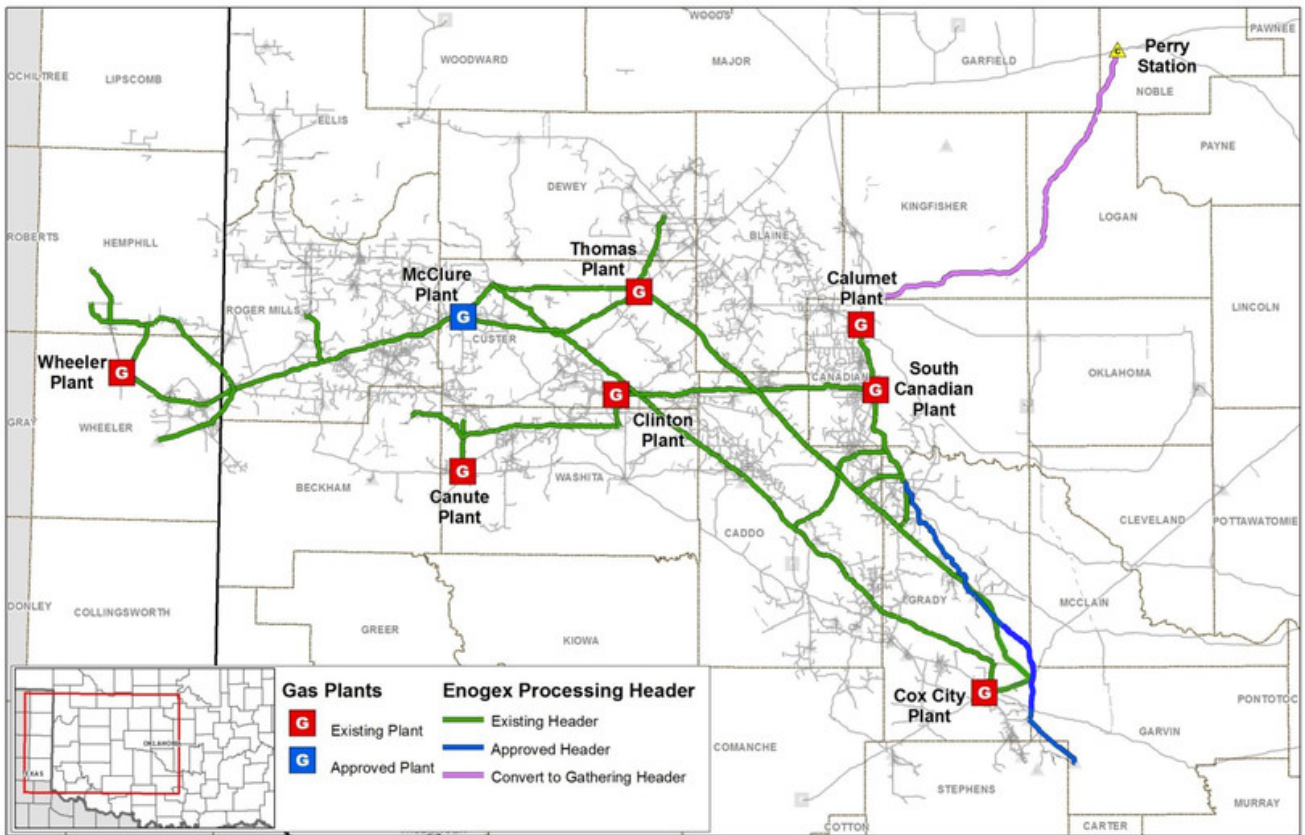 WOODS
PAWNEE
OCHILTREE
LIPSCOMB
WOODWARD
MAJOR
GARFIELD
Perry
Station
NOBLE
ELLIS
PAYNE
DEWEY
KINGFISHER
LOGAN
ROBERTS
HEMPHILL
BLAINE
Thomas
Plant
McClure
Plant
Calumet
Plant
ROGER MILLS
LINCOLN
CUSTER
Wheeler
Plant
CANADIAN
South
Canadian
Plant
OKLAHOMA
GRAY
WHEELER
Clinton
Plant
BECKHAM
WASHITA
Canute
Plant
CADDO
CLEVELAND
POTTAWATOMIE
DONLEY
COLLINGSWORTH
GREER
KIOWA
GRADY
MCCLAIN
Cox City
Plant
PONTOTOC
GARVIN
COMANCHE
STEPHENS
MURRAY
COTTON
CARTER
OKLAHOMA
TEXAS
Gas Plants
G Existing Plant
G Approved Plant
Enogex Processing Header
Existing Header
Approved Header
Convert to Gathering Header